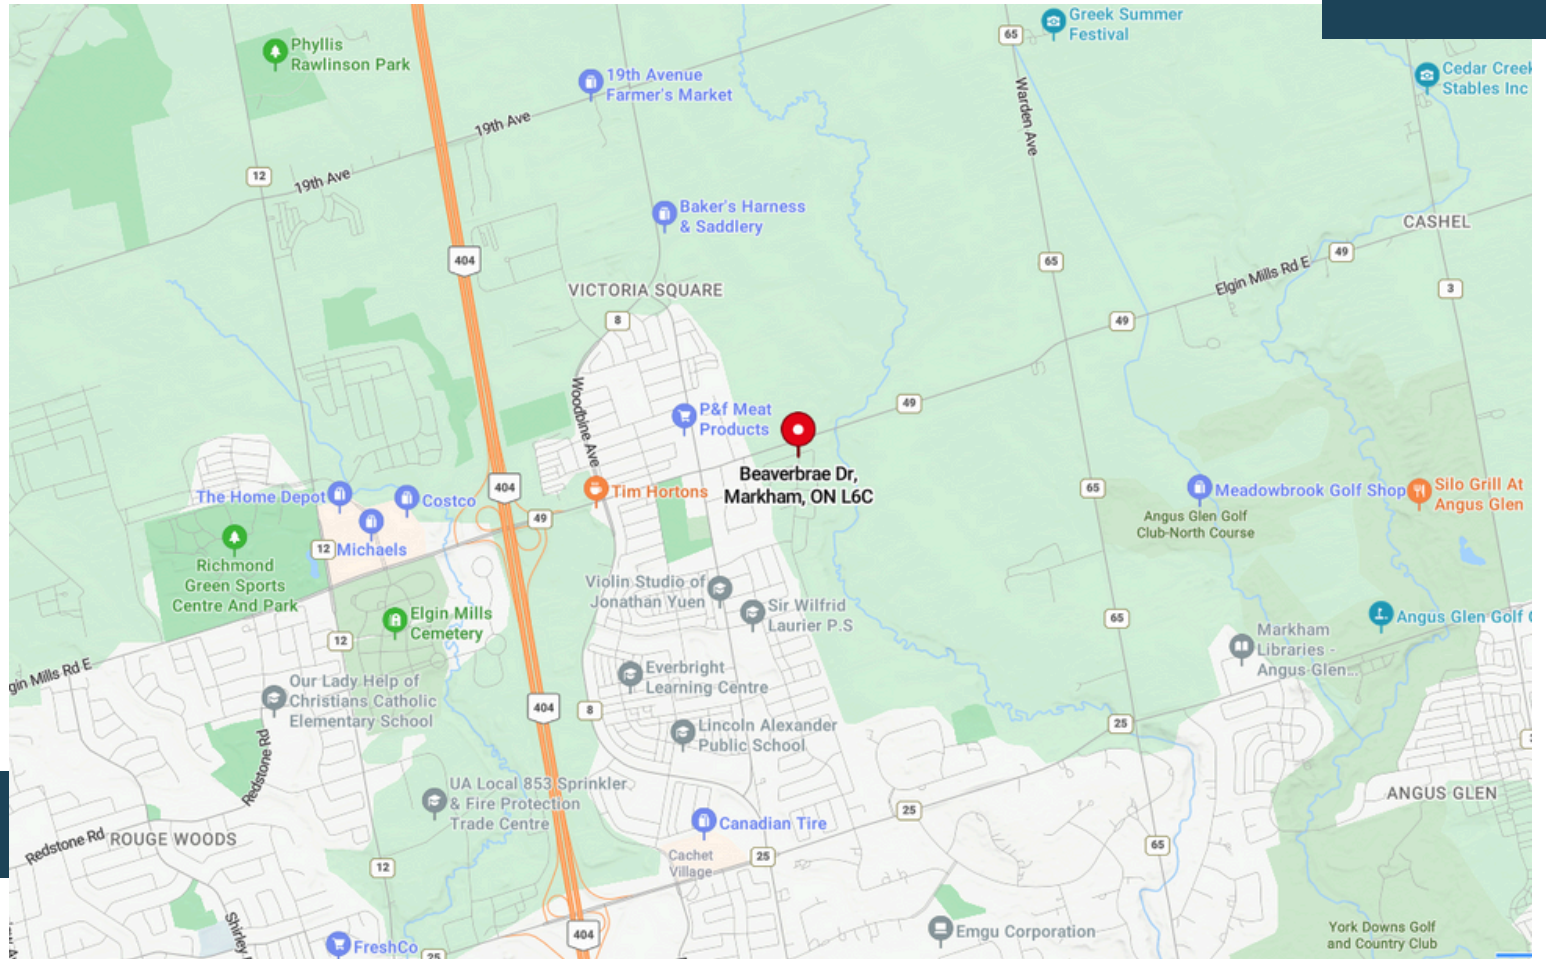 Greek Summer
Festival
65
Phyllis
Rawlinson Park
Cedar Creek
Stables Inc
19th Avenue
Farmer's Market
19th Ave
Warden Ave
12
19th Ave
Baker's Harness
& Saddlery
CASHEL
404
65
49
Elgin Mills Rd E
VICTORIA SQUARE
3
8
49
Woodbine Ave
49
P&f Meat
Products
Beaverbrae Dr,
Markham, ON L6C
The Home Depot
Costco
404
Tim Hortons
65
Meadowbrook Golf Shop
Silo Grill At
Angus Glen
49
Angus Glen Golf
Club-North Course
12
Michaels
Richmond
Green Sports
Centre And Park
Violin Studio of
Jonathan Yuen
Sir Wilfrid
Laurier P.S
Elgin Mills
Cemetery
65
Angus Glen Golf C
12
Markham
Libraries -
Angus-Glen...
gin Mills Rd E
Our Lady Help of
Christians Catholic
Elementary School
Everbright
Learning Centre
404
8
25
Lincoln Alexander
Public School
Redstone Rd
UA Local 853 Sprinkler
& Fire Protection
Trade Centre
ANGUS GLEN
25
Canadian Tire
Redstone Rd
ROUGE WOODS
65
Cachet
Village
25
12
Shirley
404
Emgu Corporation
York Downs Golf
and Country Club
FreshCo
25